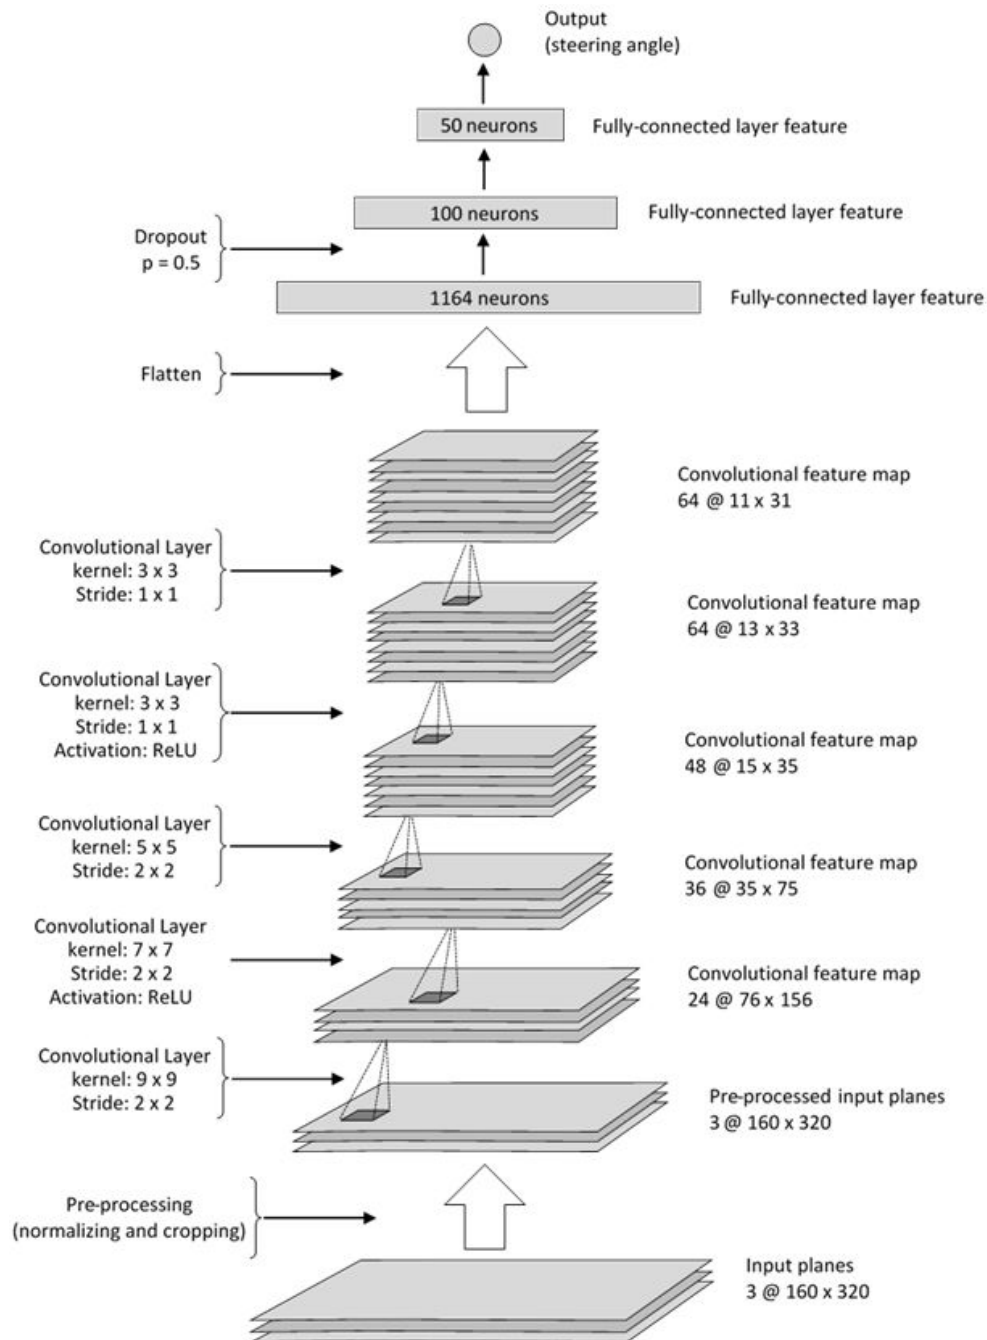 Output
(steering angle)
50 neurons
Fully-connected layer feature
100 neurons
Fully-connected layer feature
Dropout
p = 0.5
1164 neurons
Fully-connected layer feature
Flatten
Convolutional feature map
64 @ 11 x 31
Convolutional Layer
kernel: 3 x 3
Stride: 1 x 1
Convolutional feature map
64 @ 13 x 33
Convolutional Layer
kernel: 3 x 3
Stride: 1 x 1
Activation: ReLU
Convolutional feature map
48 @ 15 x 35
Convolutional Layer
kernel: 5 x 5
Stride: 2 x 2
Convolutional feature map
36 @ 35 x 75
Convolutional Layer
kernel: 7 x 7
Stride: 2 x 2
Activation: ReLU
Convolutional feature map
24 @ 76 x 156
Convolutional Layer
kernel: 9 x 9
Stride: 2 x 2
Pre-processed input planes
3 @ 160 x 320
Pre-processing
(normalizing and cropping)
Input planes
3 @ 160 x 320